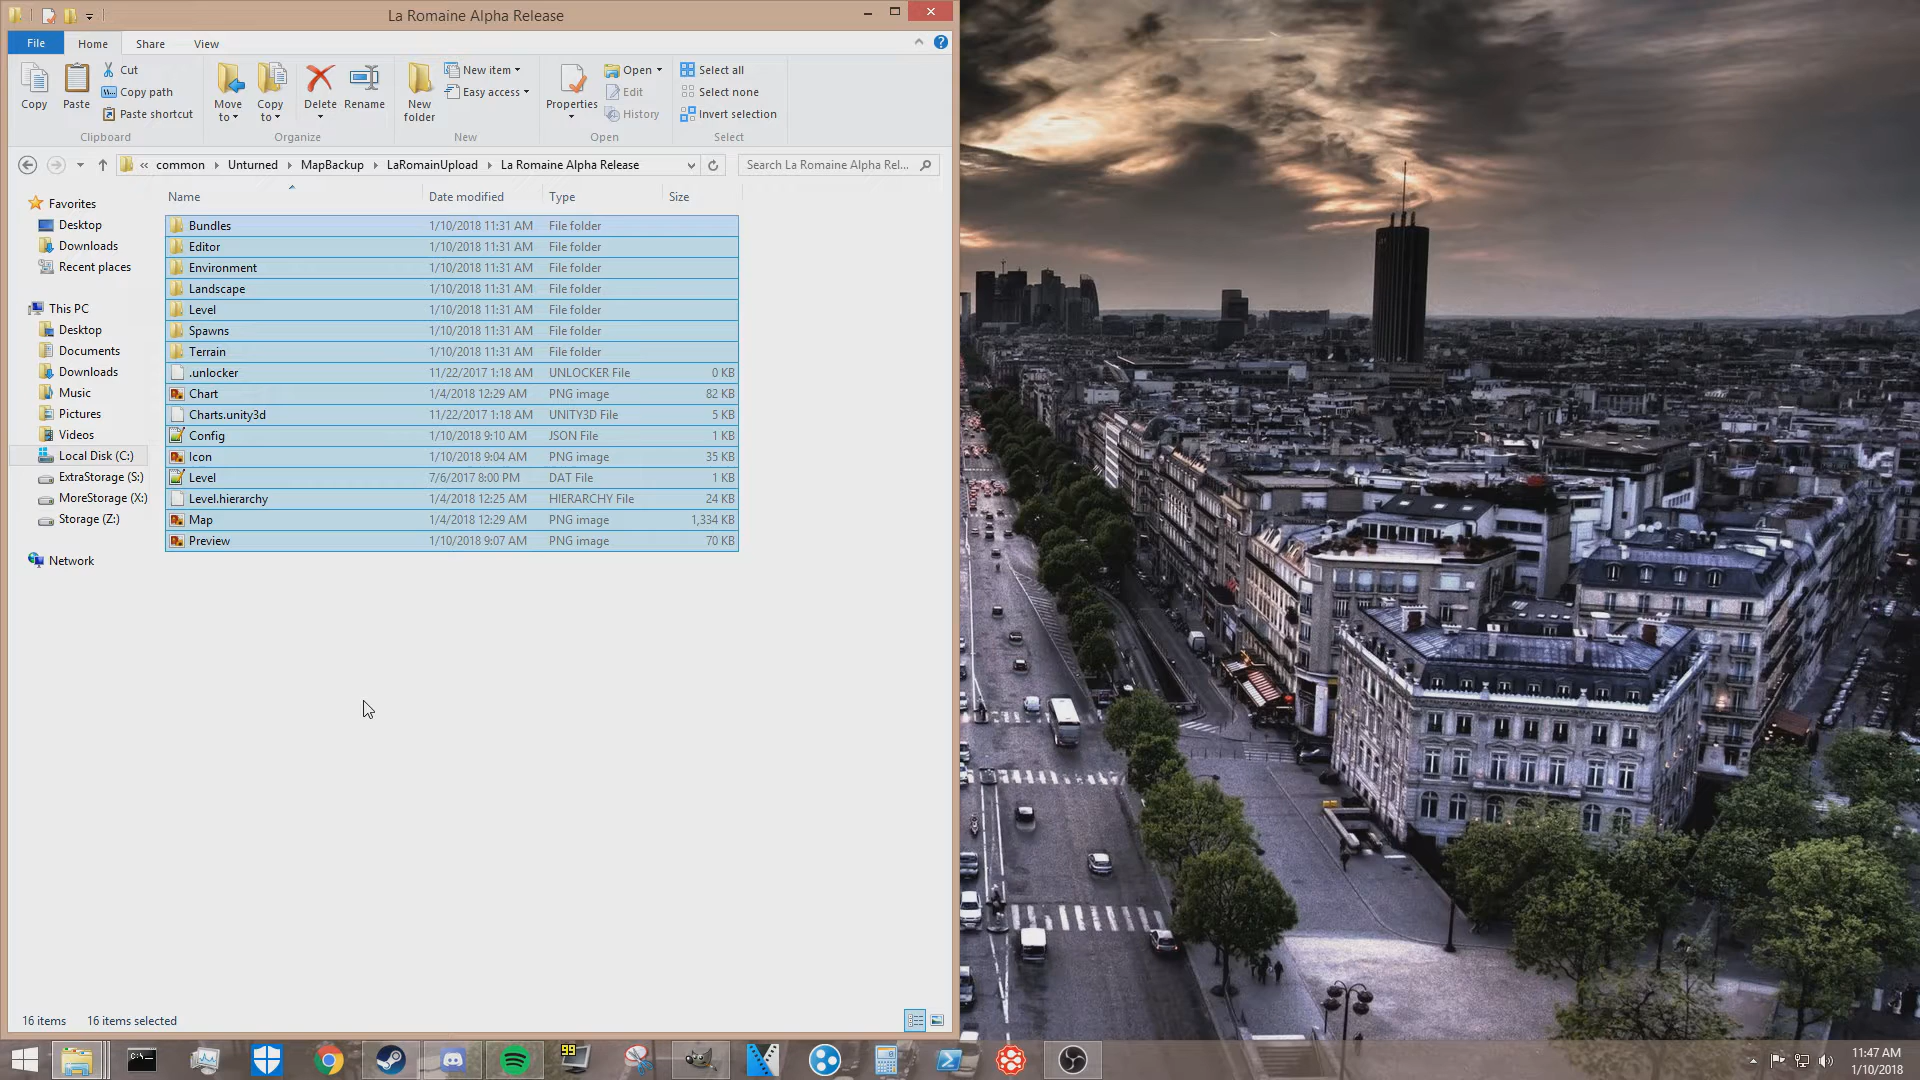 La Romaine Alpha Release
File Home Share View
Copy
Paste
Cut
Copy path
Paste shortcut
Clipboard
Move to
Copy to
Delete
Rename
Organize
New folder
New item
Easy access
New
Properties
Open
Edit
History
Open
Select all
Select none
Invert selection
Select
« common Unturned MapBackup LaRomainUpload La Romaine Alpha Release
Search La Romaine Alpha Rel...
Favorites
Desktop
Downloads
Recent places
This PC
Desktop
Documents
Downloads
Music
Pictures
Videos
Local Disk (C:)
ExtraStorage (S:)
MoreStorage (X:)
Storage (Z:)
Network
Name Date modified Type Size
Bundles 1/10/2018 11:31 AM File folder
Editor 1/10/2018 11:31 AM File folder
Environment 1/10/2018 11:31 AM File folder
Landscape 1/10/2018 11:31 AM File folder
Level 1/10/2018 11:31 AM File folder
Spawns 1/10/2018 11:31 AM File folder
Terrain 1/10/2018 11:31 AM File folder
.unlocker 11/22/2017 1:18 AM UNLOCKER File 0 KB
Chart 1/4/2018 12:29 AM PNG image 82 KB
Charts.unity3d 11/22/2017 1:18 AM UNITY3D File 5 KB
Config 1/10/2018 9:10 AM JSON File 1 KB
Icon 1/10/2018 9:04 AM PNG image 35 KB
Level 7/6/2017 8:00 PM DAT File 1 KB
Level.hierarchy 1/4/2018 12:25 AM HIERARCHY File 24 KB
Map 1/4/2018 12:29 AM PNG image 1,334 KB
Preview 1/10/2018 9:07 AM PNG image 70 KB
16 items 16 items selected
C:\
99
11:47 AM
1/10/2018